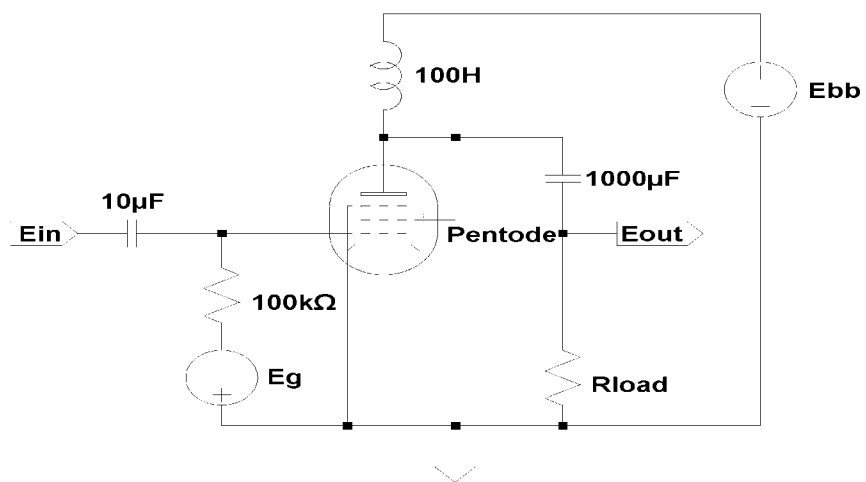 100H
Ebb
10µF
1000µF
Ein
Pentode
Eout
100kΩ
Eg
Rload